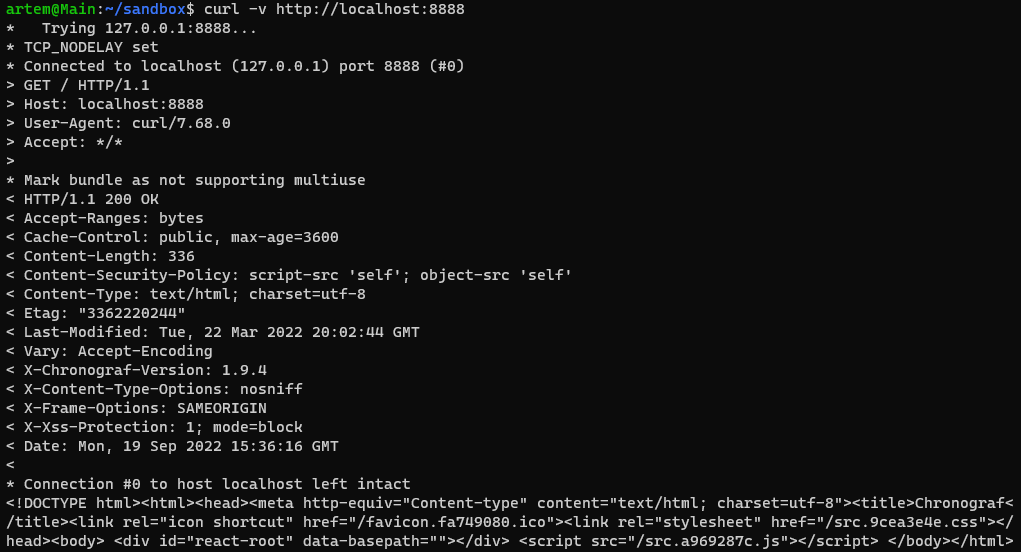 artem@Main:~/sandbox$ curl -v http://localhost:8888
*   Trying 127.0.0.1:8888...
* TCP_NODELAY set
* Connected to localhost (127.0.0.1) port 8888 (#0)
> GET / HTTP/1.1
> Host: localhost:8888
> User-Agent: curl/7.68.0
> Accept: */*
>
* Mark bundle as not supporting multiuse
< HTTP/1.1 200 OK
< Accept-Ranges: bytes
< Cache-Control: public, max-age=3600
< Content-Length: 336
< Content-Security-Policy: script-src 'self'; object-src 'self'
< Content-Type: text/html; charset=utf-8
< Etag: "3362220244"
< Last-Modified: Tue, 22 Mar 2022 20:02:44 GMT
< Vary: Accept-Encoding
< X-Chronograf-Version: 1.9.4
< X-Content-Type-Options: nosniff
< X-Frame-Options: SAMEORIGIN
< X-Xss-Protection: 1; mode=block
< Date: Mon, 19 Sep 2022 15:36:16 GMT
<
* Connection #0 to host localhost left intact
<!DOCTYPE html><html><head><meta http-equiv="Content-type" content="text/html; charset=utf-8"><title>Chronograf<
/title><link rel="icon shortcut" href="/favicon.fa749080.ico"><link rel="stylesheet" href="/src.9cea3e4e.css"></
head><body> <div id="react-root" data-basepath=""></div> <script src="/src.a969287c.js"></script> </body></html>